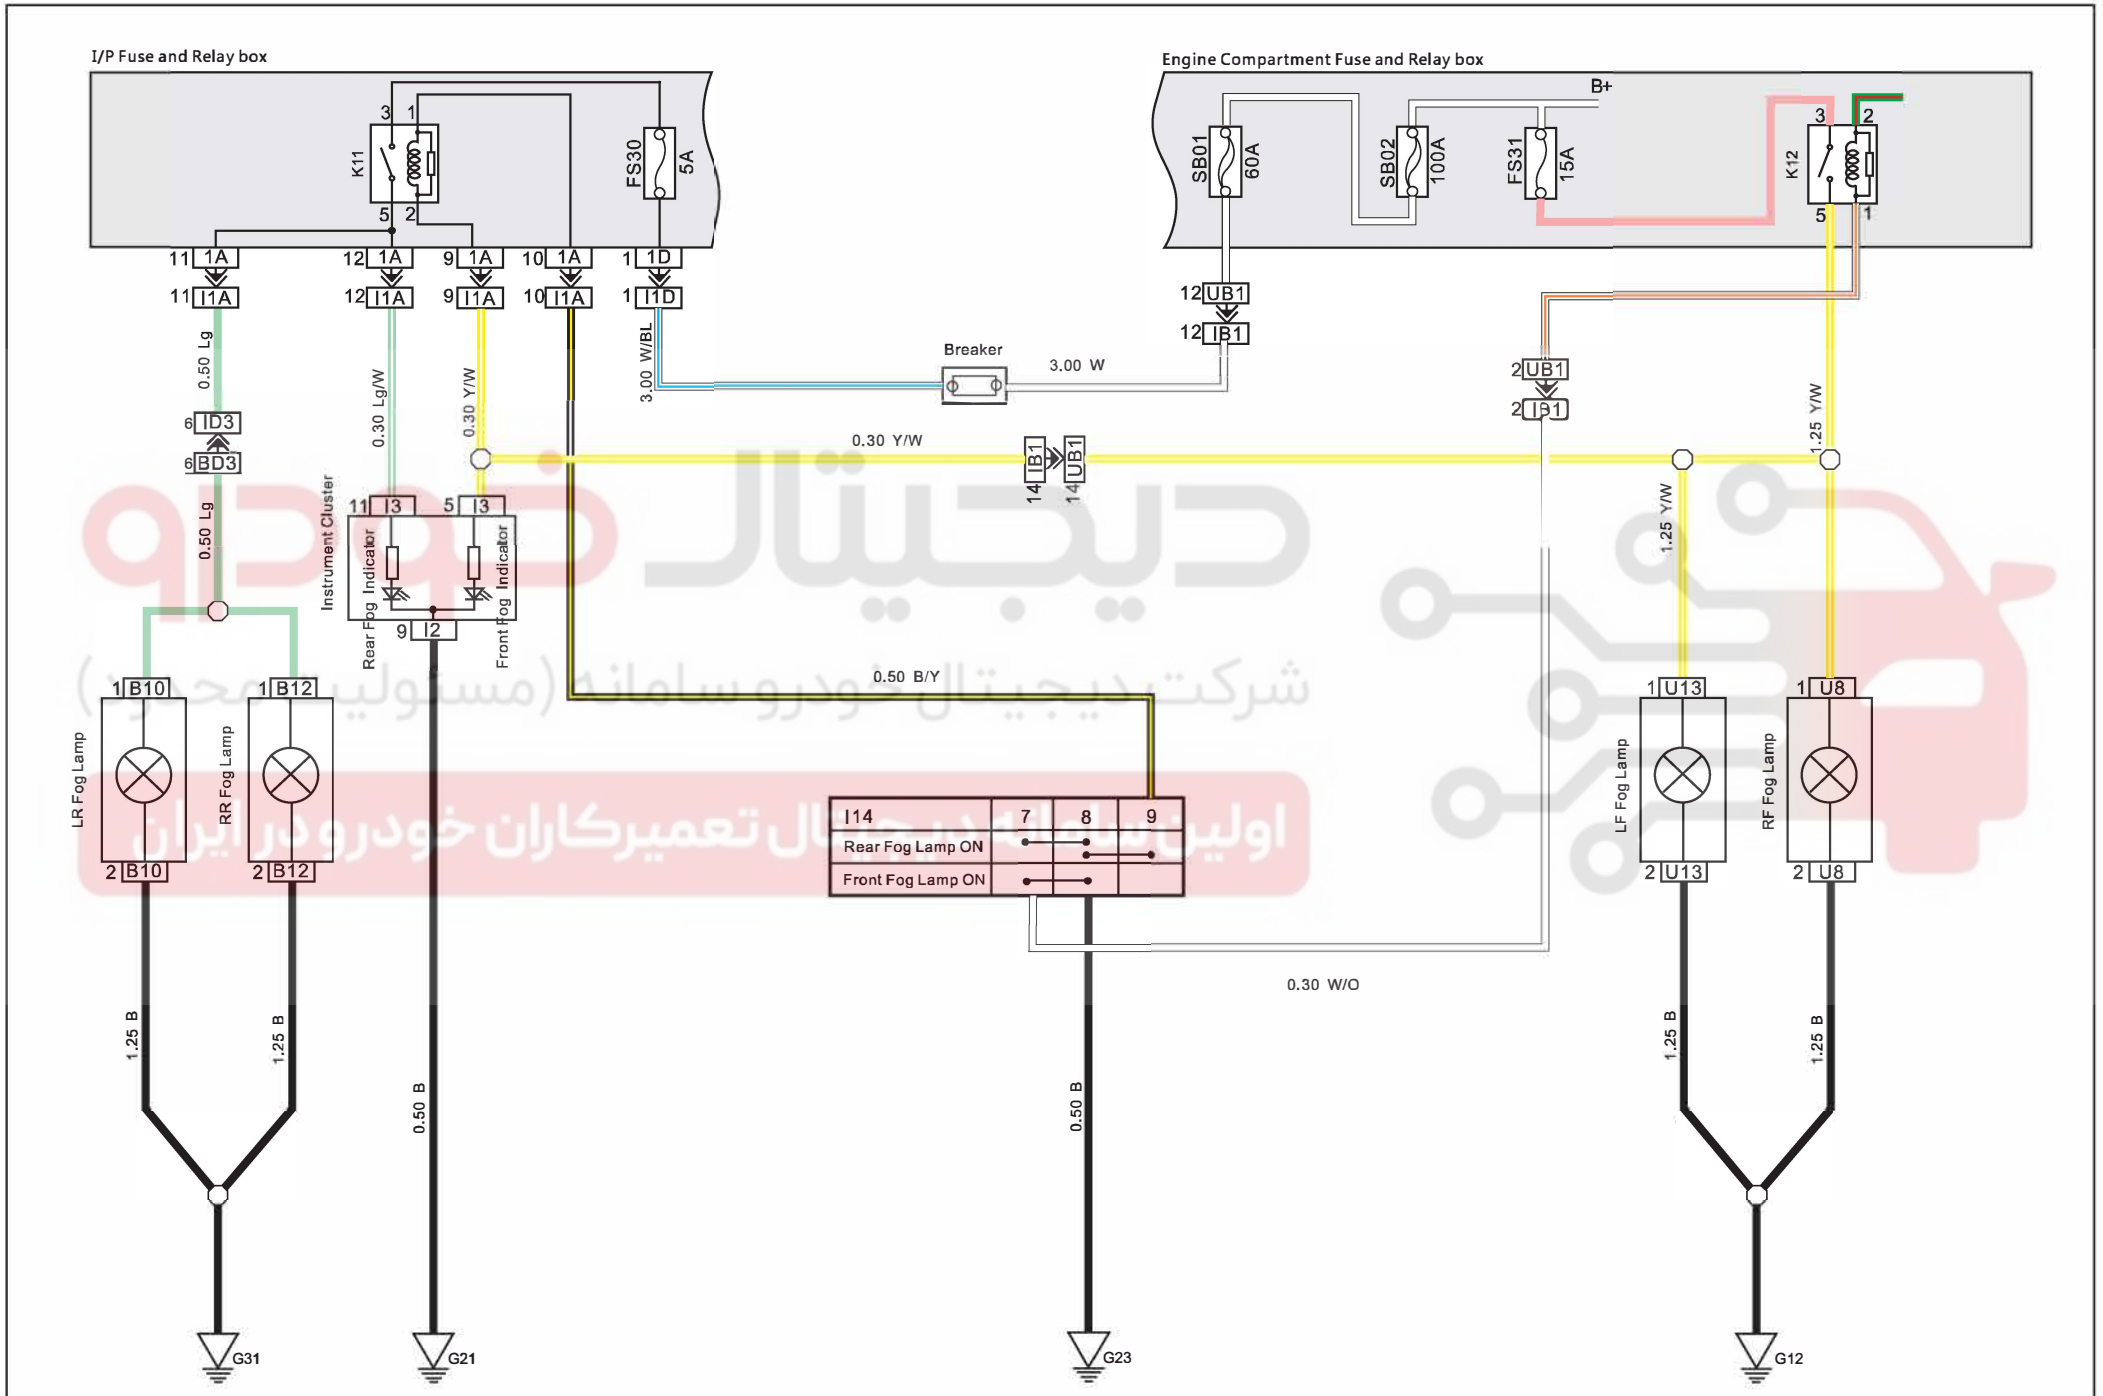 I/P Fuse and Relay box
Engine Compartment Fuse and Relay box
B+
3 1
K11
5 2
FS30
5A
SB01
60A
SB02
100A
FS31
15A
3 2
K12
5 1
11 1A
12 1A
9 1A
10 1A
1 1D
11 I1A
12 I1A
9 I1A
10 I1A
1 I1D
12 UB1
12 IB1
0.50 Lg
0.30 Lg/W
0.30 Y/W
3.00 W/BL
Breaker
3.00 W
2 UB1
2 IB1
1.25 Y/W
6 ID3
6 BD3
0.30 Y/W
14 IB1
14 UB1
0.50 Lg
1.25 Y/W
Instrument Cluster
11 I3
5 I3
Rear Fog Indicator
Front Fog Indicator
9 I2
دیجیتال خودرو
شرکت دیجیتال خودرو سامانه (مسئولیت محدود)
0.50 B/Y
1 B10
1 B12
1 U13
1 U8
LR Fog Lamp
RR Fog Lamp
LF Fog Lamp
RF Fog Lamp
اولین سامانه دیجیتال تعمیرکاران خودرو در ایران
I14 7 8 9
Rear Fog Lamp ON
Front Fog Lamp ON
2 B10
2 B12
2 U13
2 U8
0.30 W/O
1.25 B
1.25 B
0.50 B
0.50 B
1.25 B
1.25 B
G31
G21
G23
G12